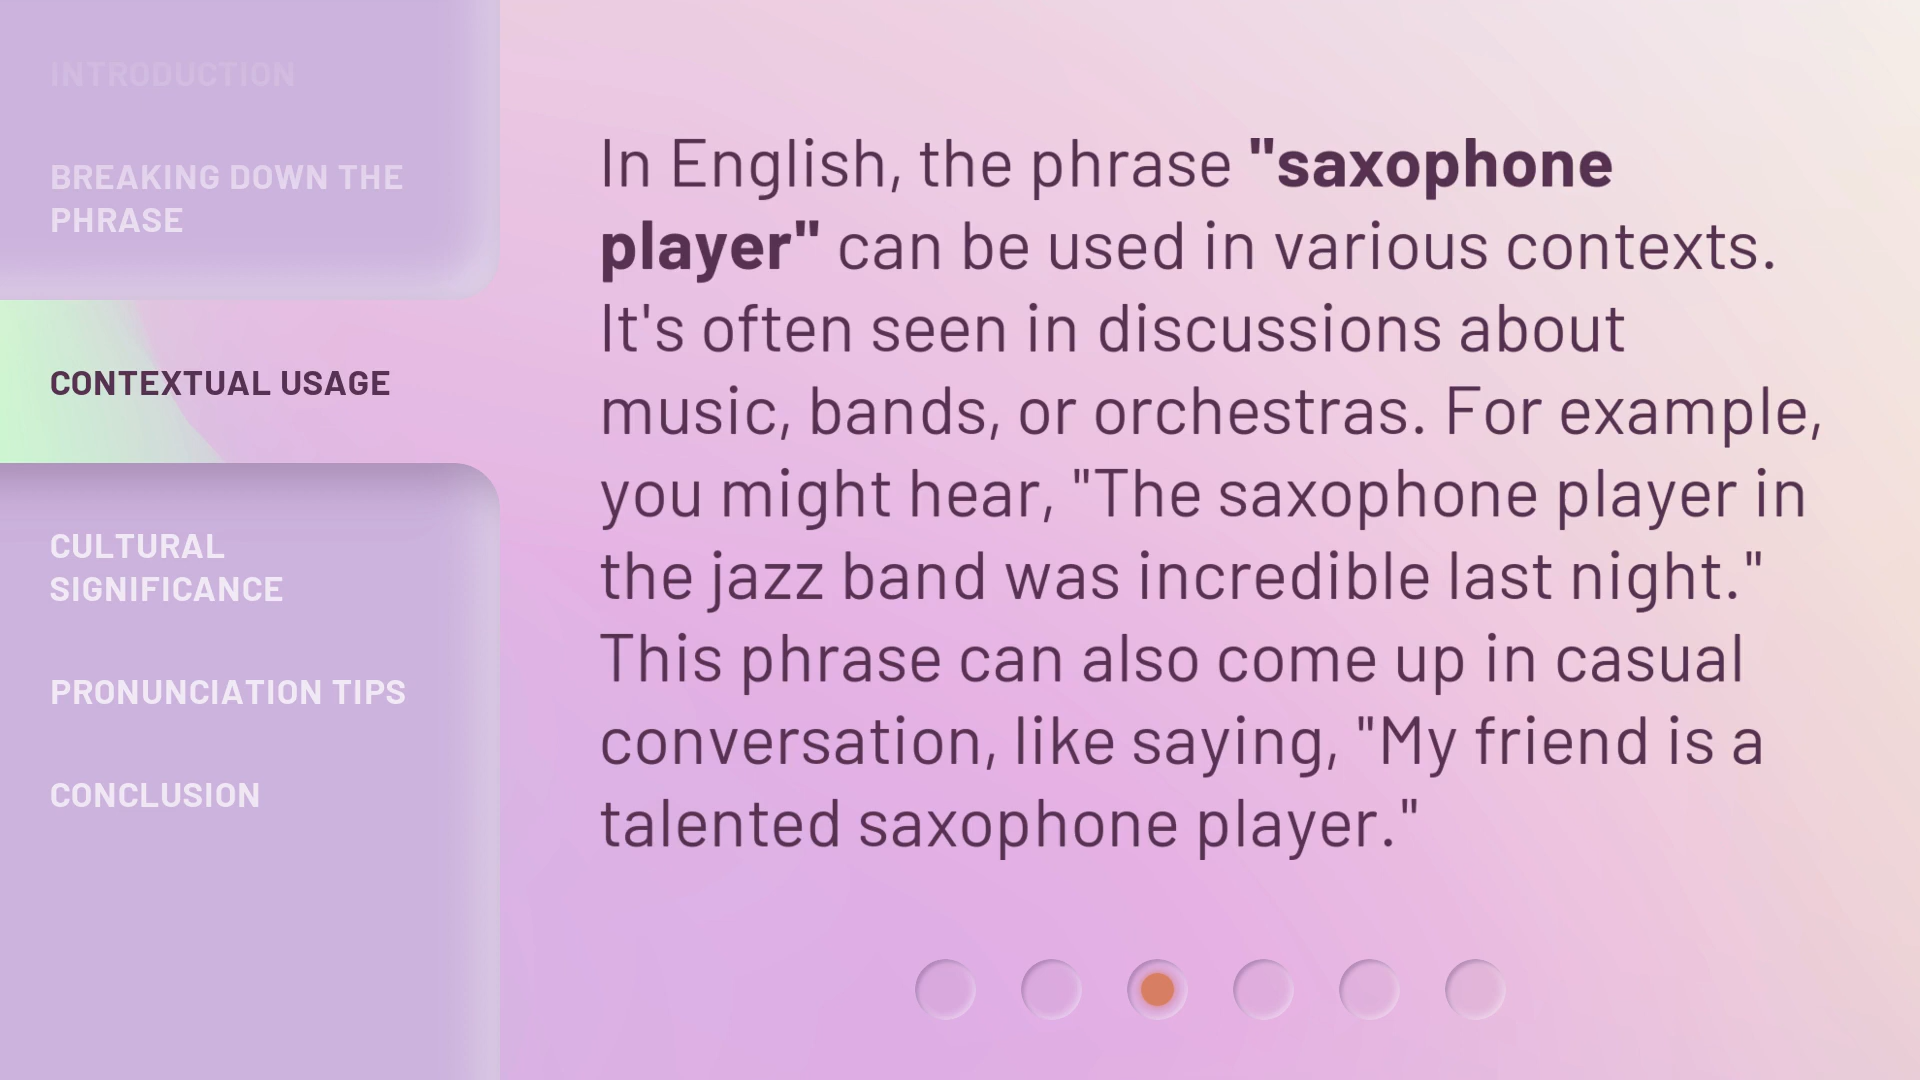 INTRODUCTION
BREAKING DOWN THE
PHRASE
CONTEXTUAL USAGE
CULTURAL
SIGNIFICANCE
PRONUNCIATION TIPS
CONCLUSION
In English, the phrase "saxophone
player" can be used in various contexts.
It's often seen in discussions about
music, bands, or orchestras. For example,
you might hear, "The saxophone player in
the jazz band was incredible last night."
This phrase can also come up in casual
conversation, like saying, "My friend is a
talented saxophone player."